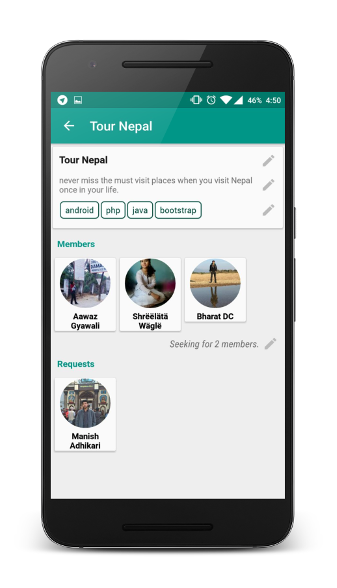 46% 4:50
Tour Nepal
Tour Nepal
never miss the must visit places when you visit Nepal
once in your life.
android php java bootstrap
Members
Aawaz
Gyawali
Shrëëlätä
Wäglë
Bharat DC
Seeking for 2 members.
Requests
Manish
Adhikari